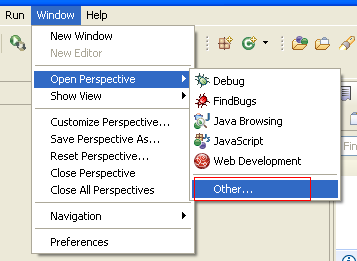 Run Window Help
New Window
New Editor
Open Perspective
Show View
Customize Perspective...
Save Perspective As...
Reset Perspective...
Close Perspective
Close All Perspectives
Navigation
Preferences
Debug
FindBugs
Java Browsing
JavaScript
Web Development
Other...
Fin